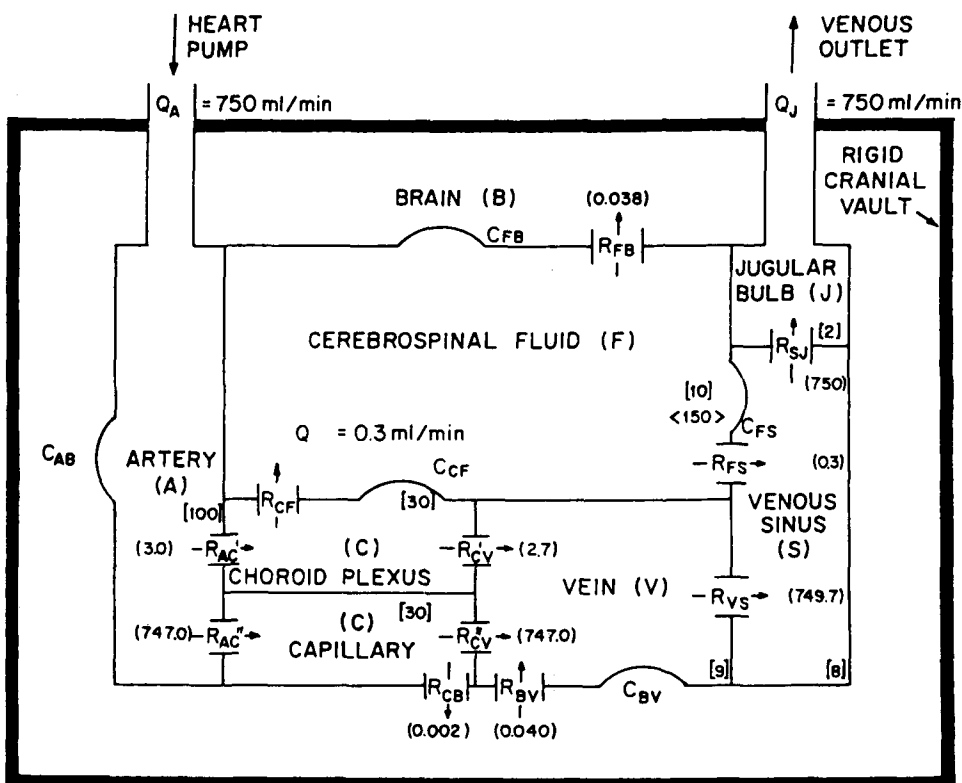 HEART
PUMP
VENOUS
OUTLET
Q_A = 750 ml/min
Q_J = 750 ml/min
RIGID
CRANIAL
VAULT
BRAIN (B)
C_FB
(0.038)
R_FB
JUGULAR
BULB (J)
[2]
R_SJ
(750)
CEREBROSPINAL FLUID (F)
[10]
<150>
C_FS
R_FS
(0.3)
Q = 0.3 ml/min
C_AB
ARTERY
(A)
[100]
R_CF
C_CF
[30]
VENOUS
SINUS
(S)
(3.0)
R_AC'
(C)
CHOROID PLEXUS
R_CV'
(2.7)
VEIN (V)
R_VS
(749.7)
(747.0)
R_AC"
[30]
(C)
CAPILLARY
R_CV"
(747.0)
R_CB
R_BV
C_BV
[9]
[8]
(0.002)
(0.040)